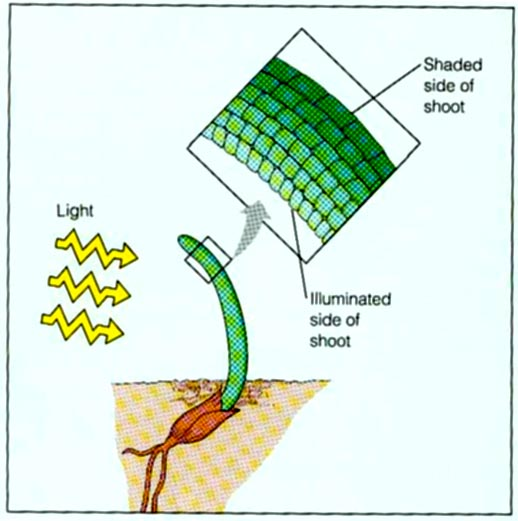 Shaded
side of
shoot
Light
Illuminated
side of
shoot